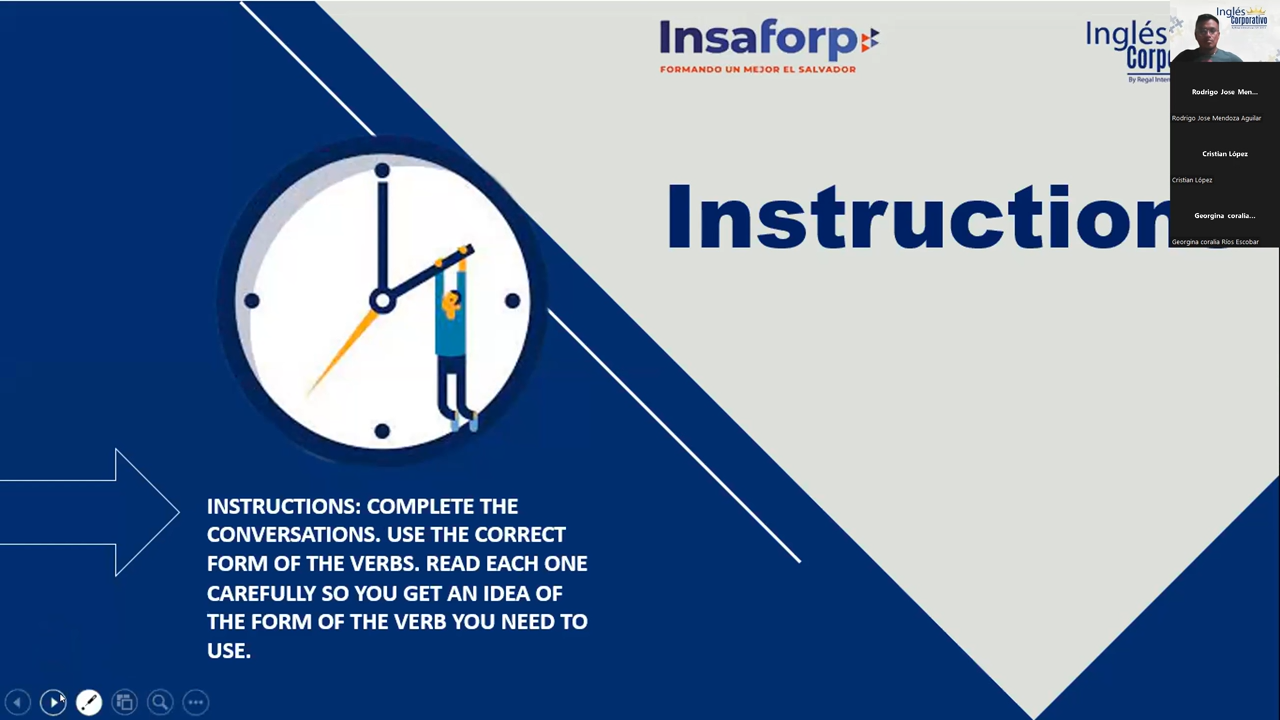 Insaforp
FORMANDO UN MEJOR EL SALVADOR
Inglés
Corp
By Regal Inter
Inglés
Corporativo
Rodrigo Jose Men...
Rodrigo Jose Mendoza Aguilar
Cristian López
Cristian López
Georgina coralia...
Georgina coralia Ríos Escobar
Instruction
INSTRUCTIONS: COMPLETE THE
CONVERSATIONS. USE THE CORRECT
FORM OF THE VERBS. READ EACH ONE
CAREFULLY SO YOU GET AN IDEA OF
THE FORM OF THE VERB YOU NEED TO
USE.